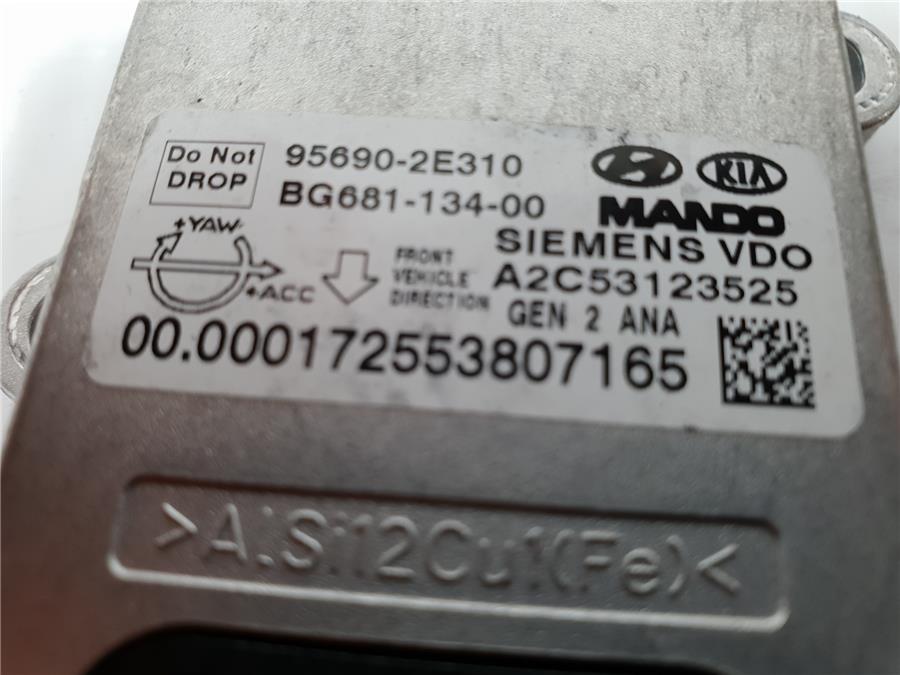 Do Not
DROP
95690-2E310
BG681-134-00
KIA
MANDO
SIEMENS VDO
A2C53123525
GEN 2 ANA
+YAW-
+ACC
FRONT
VEHICLE
DIRECTION
00.000172553807165
>AlSi12Cu1(Fe)<